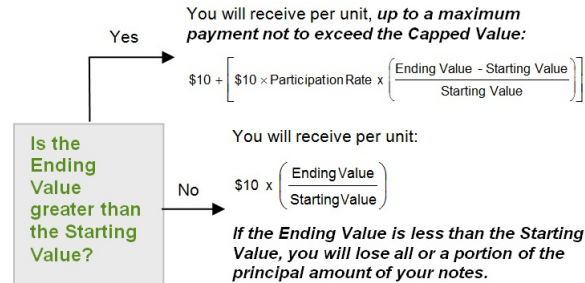 You will receive per unit, up to a maximum
payment not to exceed the Capped Value:
Yes
$10 + [ $10 × Participation Rate x ( Ending Value - Starting Value / Starting Value ) ]
Is the
Ending
Value
greater than
the Starting
Value?
No
You will receive per unit:
$10 x ( Ending Value / Starting Value )
If the Ending Value is less than the Starting
Value, you will lose all or a portion of the
principal amount of your notes.